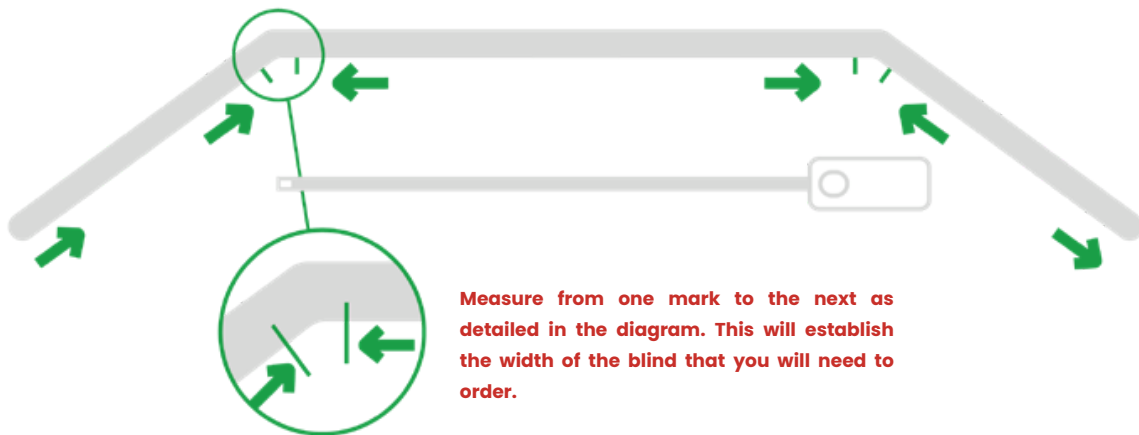 Measure from one mark to the next as
detailed in the diagram. This will establish
the width of the blind that you will need to
order.